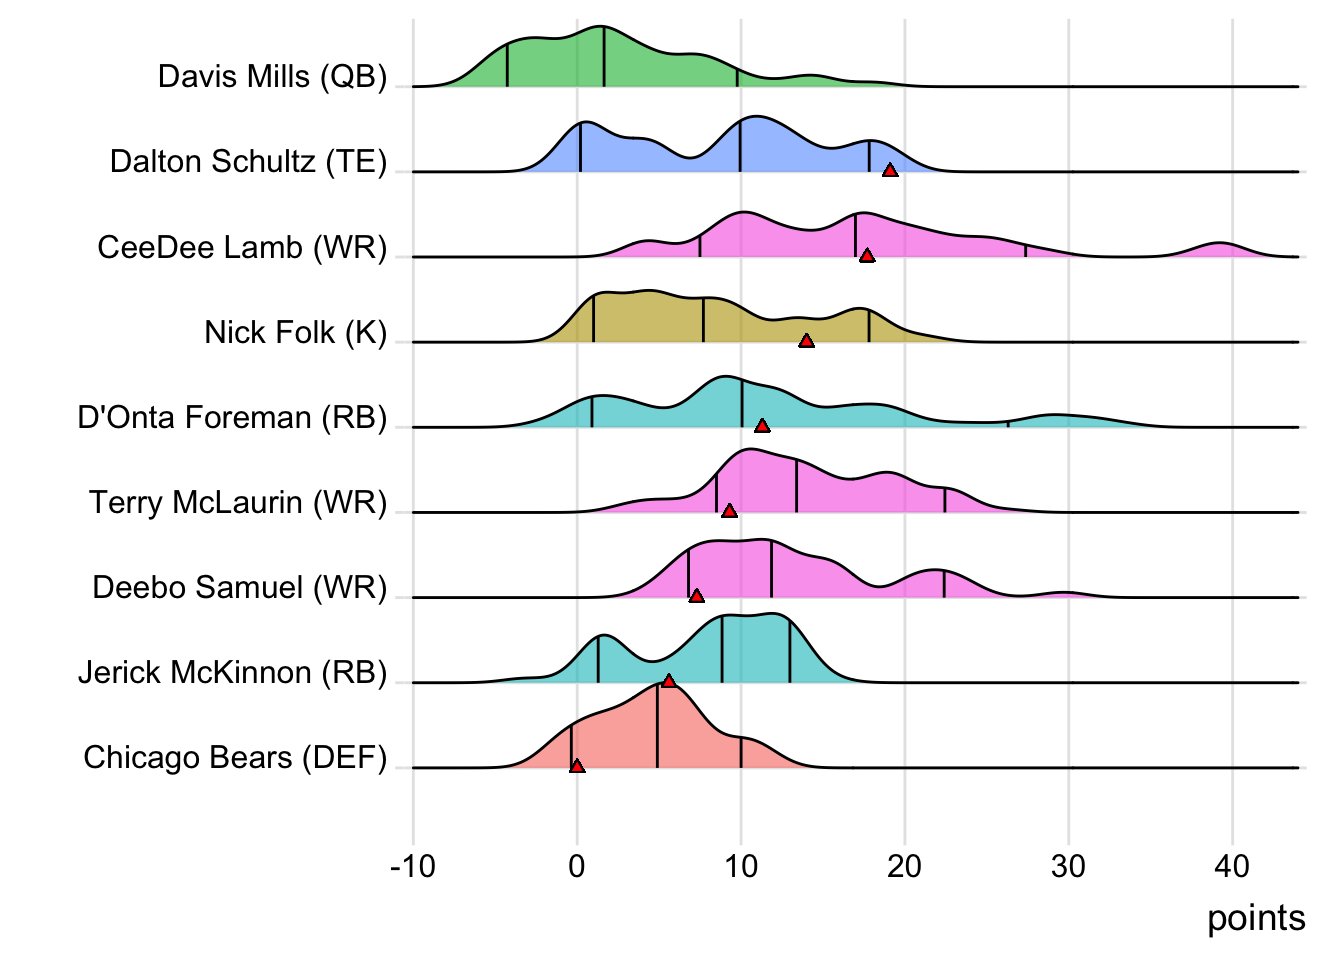 Davis Mills (QB)
Dalton Schultz (TE)
CeeDee Lamb (WR)
Nick Folk (K)
D'Onta Foreman (RB)
Terry McLaurin (WR)
Deebo Samuel (WR)
Jerick McKinnon (RB)
Chicago Bears (DEF)
-10 0 10 20 30 40
points